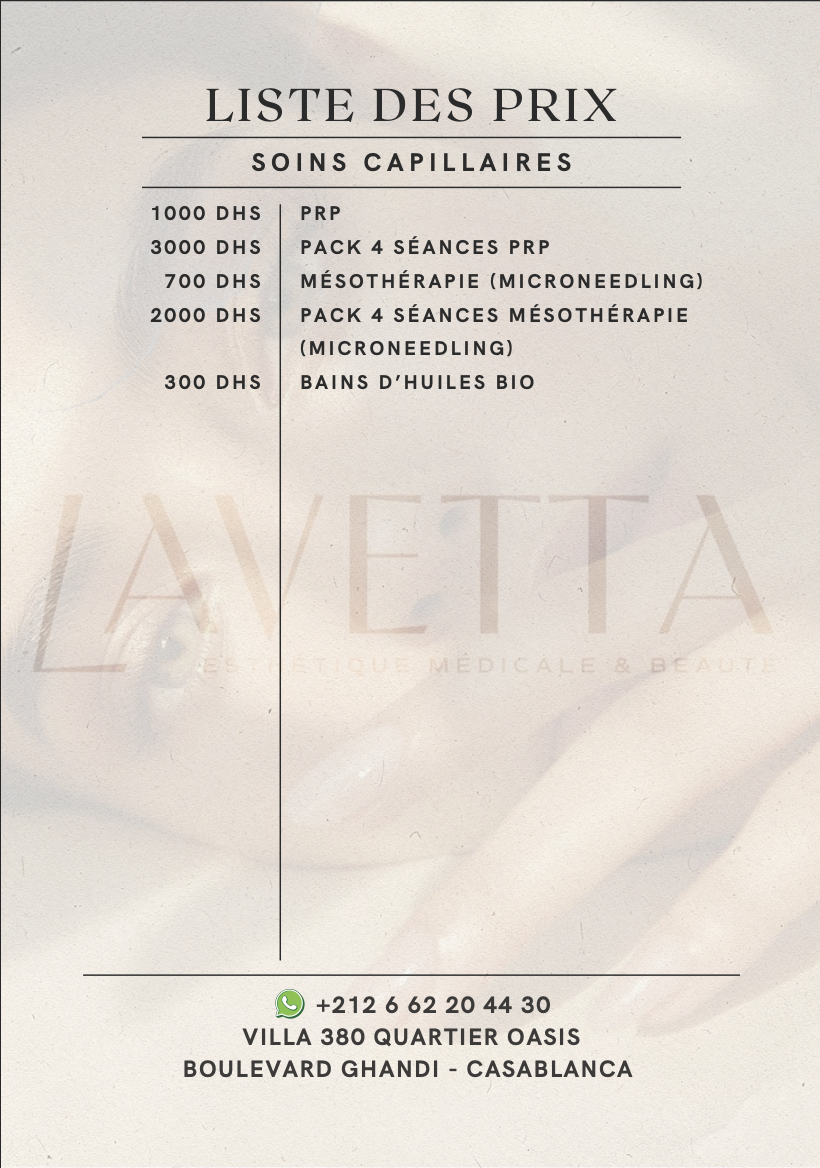 LISTE DES PRIX
SOINS CAPILLAIRES
1000 DHS PRP
3000 DHS PACK 4 SÉANCES PRP
700 DHS MÉSOTHÉRAPIE (MICRONEEDLING)
2000 DHS PACK 4 SÉANCES MÉSOTHÉRAPIE
(MICRONEEDLING)
300 DHS BAINS D’HUILES BIO
LAVETTA
ESTHÉTIQUE MÉDICALE & BEAUTÉ
+212 6 62 20 44 30
VILLA 380 QUARTIER OASIS
BOULEVARD GHANDI - CASABLANCA